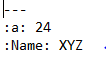 ---
:a: 24
:Name: XYZ